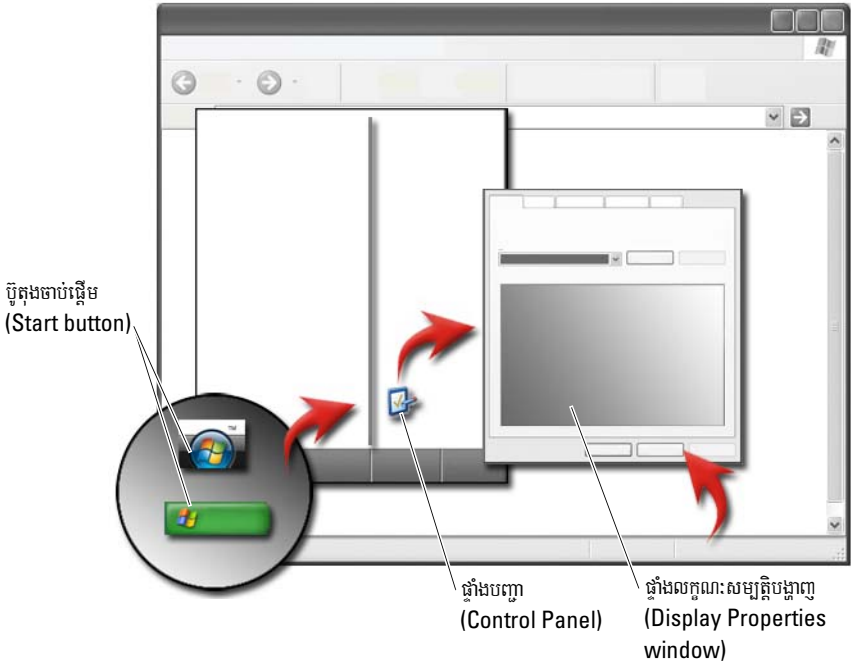 ប៊ូតុងចាប់ផ្តើម
(Start button)
TM
ផ្ទាំងបញ្ជា
(Control Panel)
ផ្ទាំងលក្ខណៈសម្បត្តិបង្ហាញ
(Display Properties
window)